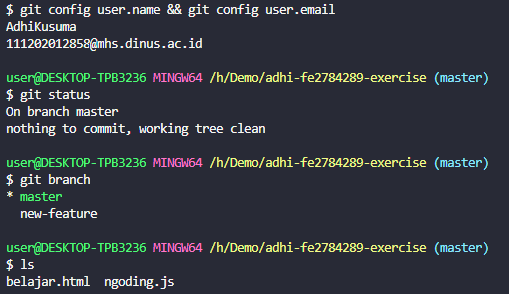 $ git config user.name && git config user.email
AdhiKusuma
111202012858@mhs.dinus.ac.id
user@DESKTOP-TPB3236 MINGW64 /h/Demo/adhi-fe2784289-exercise (master)
$ git status
On branch master
nothing to commit, working tree clean
user@DESKTOP-TPB3236 MINGW64 /h/Demo/adhi-fe2784289-exercise (master)
$ git branch
* master
  new-feature
user@DESKTOP-TPB3236 MINGW64 /h/Demo/adhi-fe2784289-exercise (master)
$ ls
belajar.html  ngoding.js